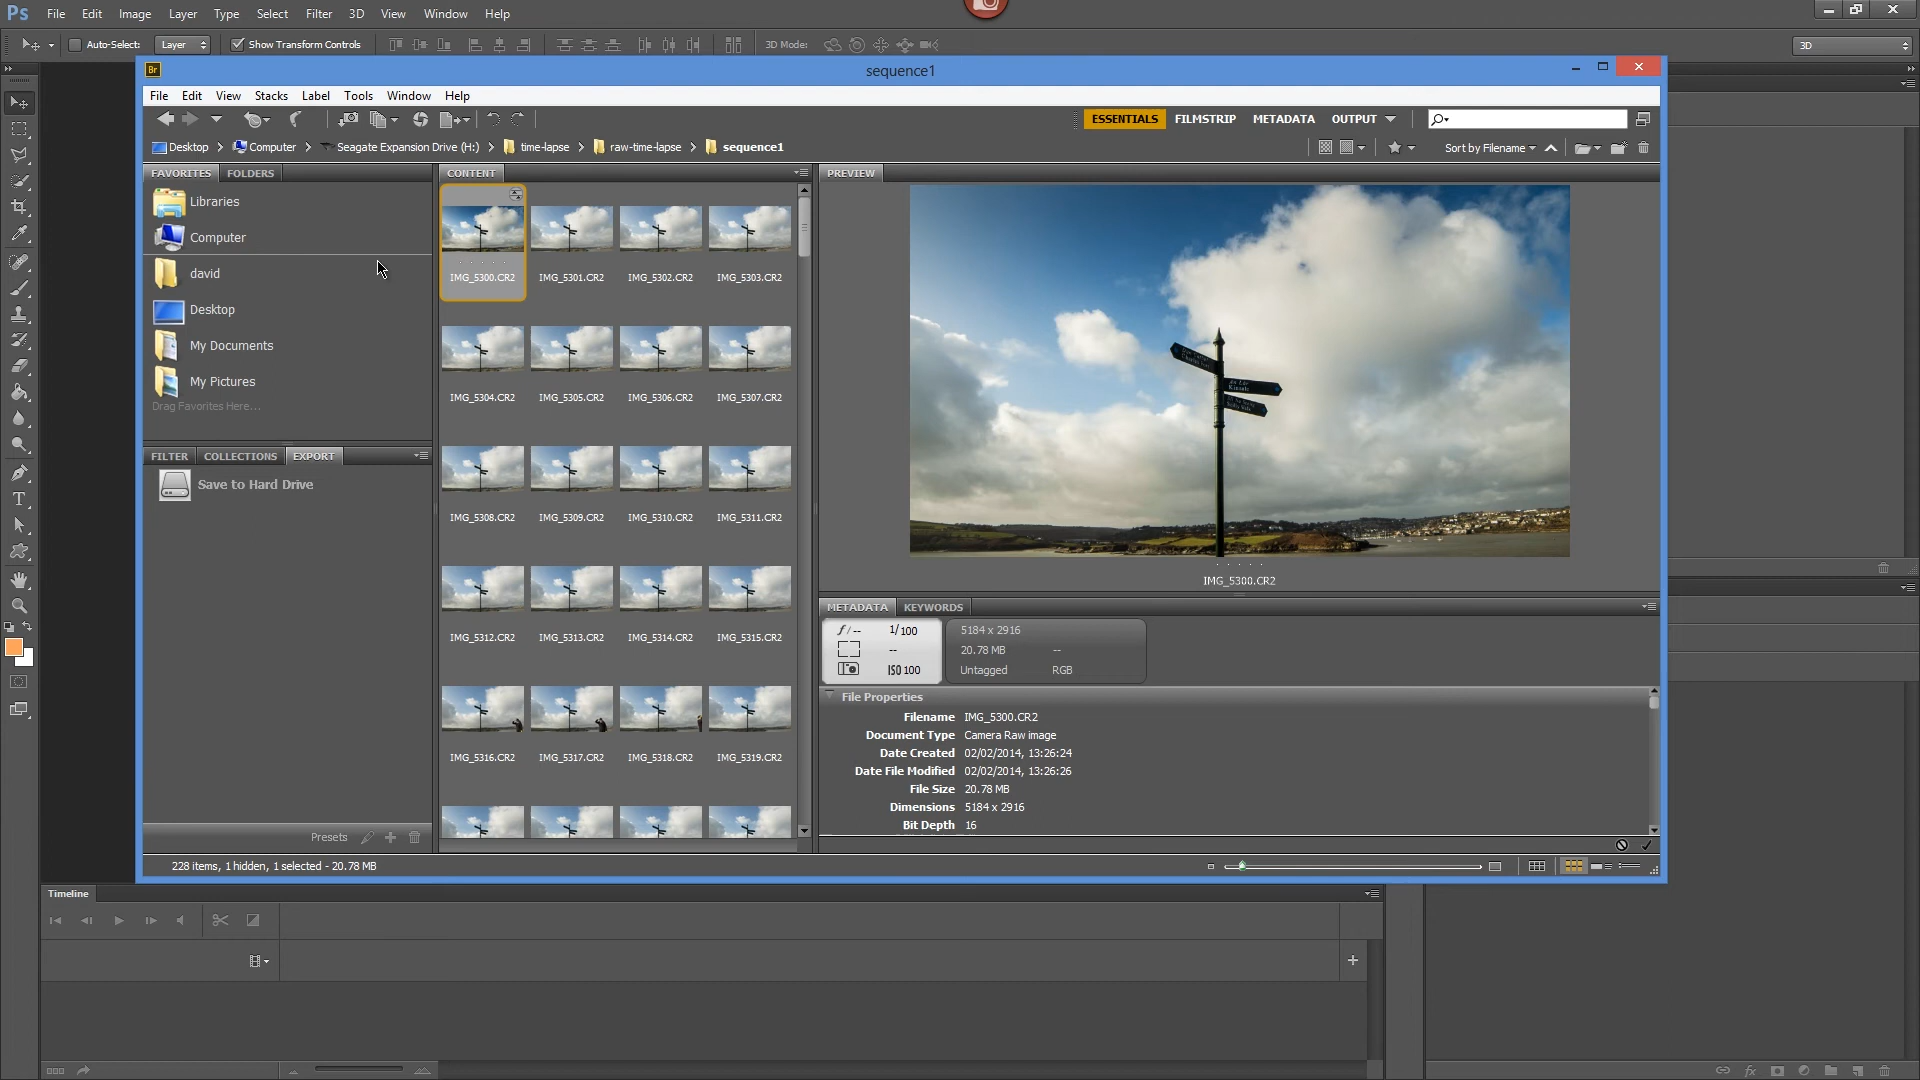 Ps File Edit Image Layer Type Select Filter 3D View Window Help
Auto-Select: Layer Show Transform Controls 3D Mode: 3D
Br sequence1
File Edit View Stacks Label Tools Window Help
ESSENTIALS FILMSTRIP METADATA OUTPUT
Desktop Computer Seagate Expansion Drive (H:) time-lapse raw-time-lapse sequence1 Sort by Filename
FAVORITES FOLDERS
Libraries
Computer
david
Desktop
My Documents
My Pictures
Drag Favorites Here...
FILTER COLLECTIONS EXPORT
Save to Hard Drive
Presets
CONTENT
IMG_5300.CR2 IMG_5301.CR2 IMG_5302.CR2 IMG_5303.CR2
IMG_5304.CR2 IMG_5305.CR2 IMG_5306.CR2 IMG_5307.CR2
IMG_5308.CR2 IMG_5309.CR2 IMG_5310.CR2 IMG_5311.CR2
IMG_5312.CR2 IMG_5313.CR2 IMG_5314.CR2 IMG_5315.CR2
IMG_5316.CR2 IMG_5317.CR2 IMG_5318.CR2 IMG_5319.CR2
PREVIEW
IMG_5300.CR2
METADATA KEYWORDS
f/-- 1/100
--
ISO 100
5184 x 2916
20.78 MB --
Untagged RGB
File Properties
Filename IMG_5300.CR2
Document Type Camera Raw image
Date Created 02/02/2014, 13:26:24
Date File Modified 02/02/2014, 13:26:26
File Size 20.78 MB
Dimensions 5184 x 2916
Bit Depth 16
228 items, 1 hidden, 1 selected - 20.78 MB
Timeline